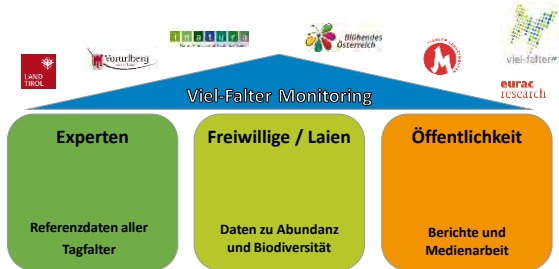 inatura
Blühendes
Österreich
Vorarlberg
LAND
TIROL
viel-falter
eurac
research
Viel-Falter Monitoring
Experten
Freiwillige / Laien
Öffentlichkeit
Referenzdaten aller
Tagfalter
Daten zu Abundanz
und Biodiversität
Berichte und
Medienarbeit